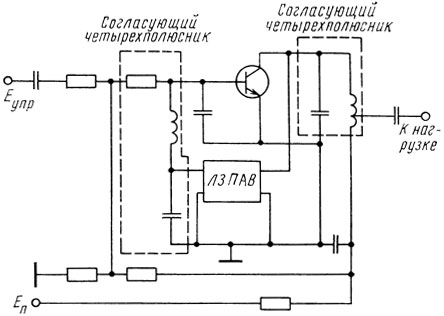 Согласующий
четырехполюсник
Согласующий
четырехполюсник
Eупр
К наг-
рузке
ЛЗ ПАВ
Eп